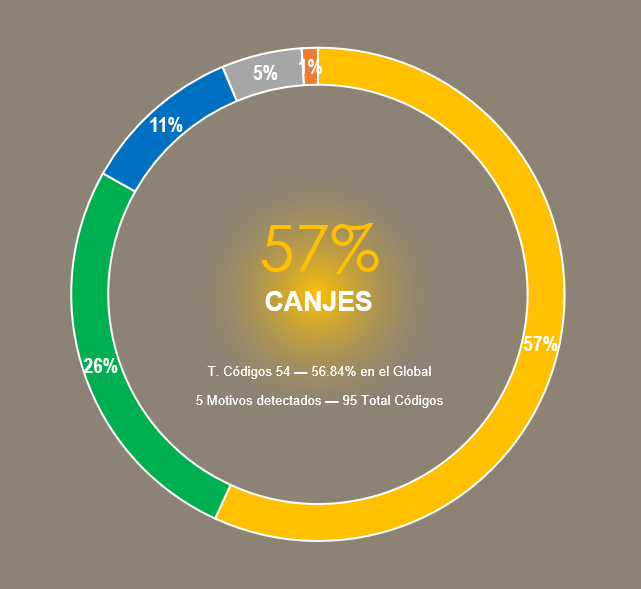 5%
1%
11%
57%
CANJES
57%
26%
T. Códigos 54 — 56.84% en el Global
5 Motivos detectados — 95 Total Códigos